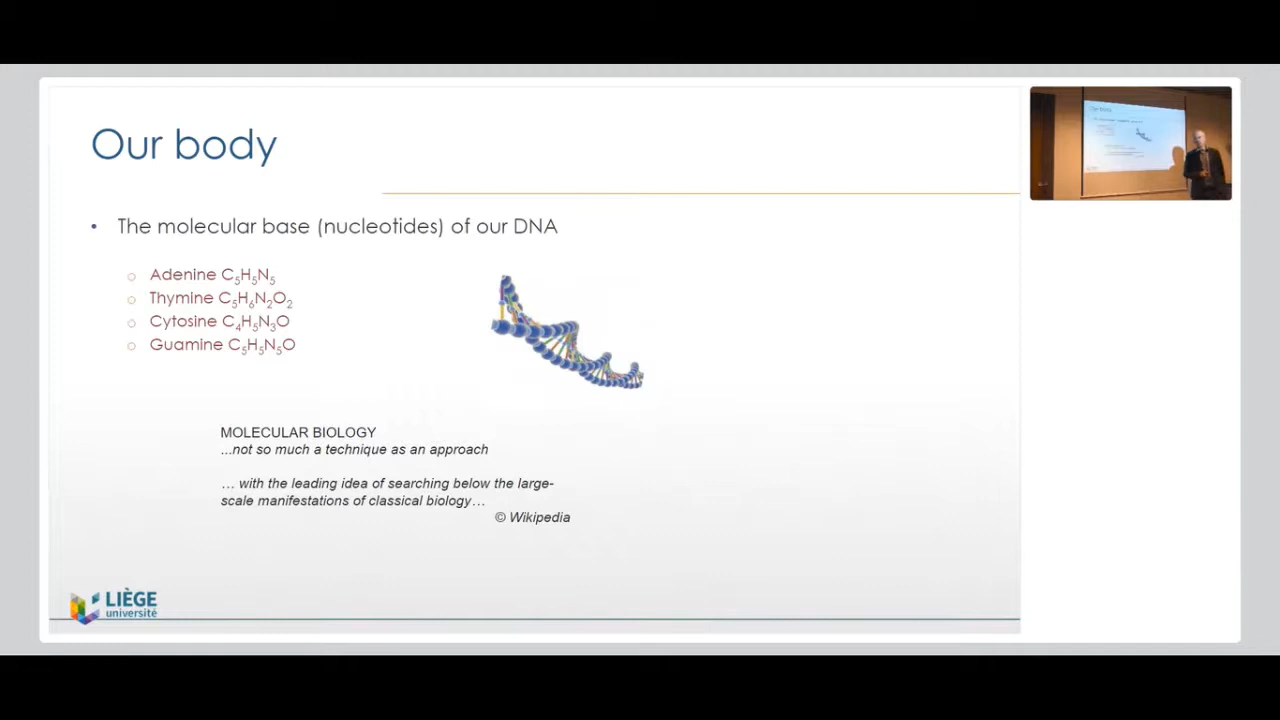 Our body
• The molecular base (nucleotides) of our DNA
○ Adenine C₅H₅N₅
○ Thymine C₅H₆N₂O₂
○ Cytosine C₄H₅N₃O
○ Guamine C₅H₅N₅O
MOLECULAR BIOLOGY
...not so much a technique as an approach
… with the leading idea of searching below the large-
scale manifestations of classical biology…
© Wikipedia
LIÈGE
université
Our body